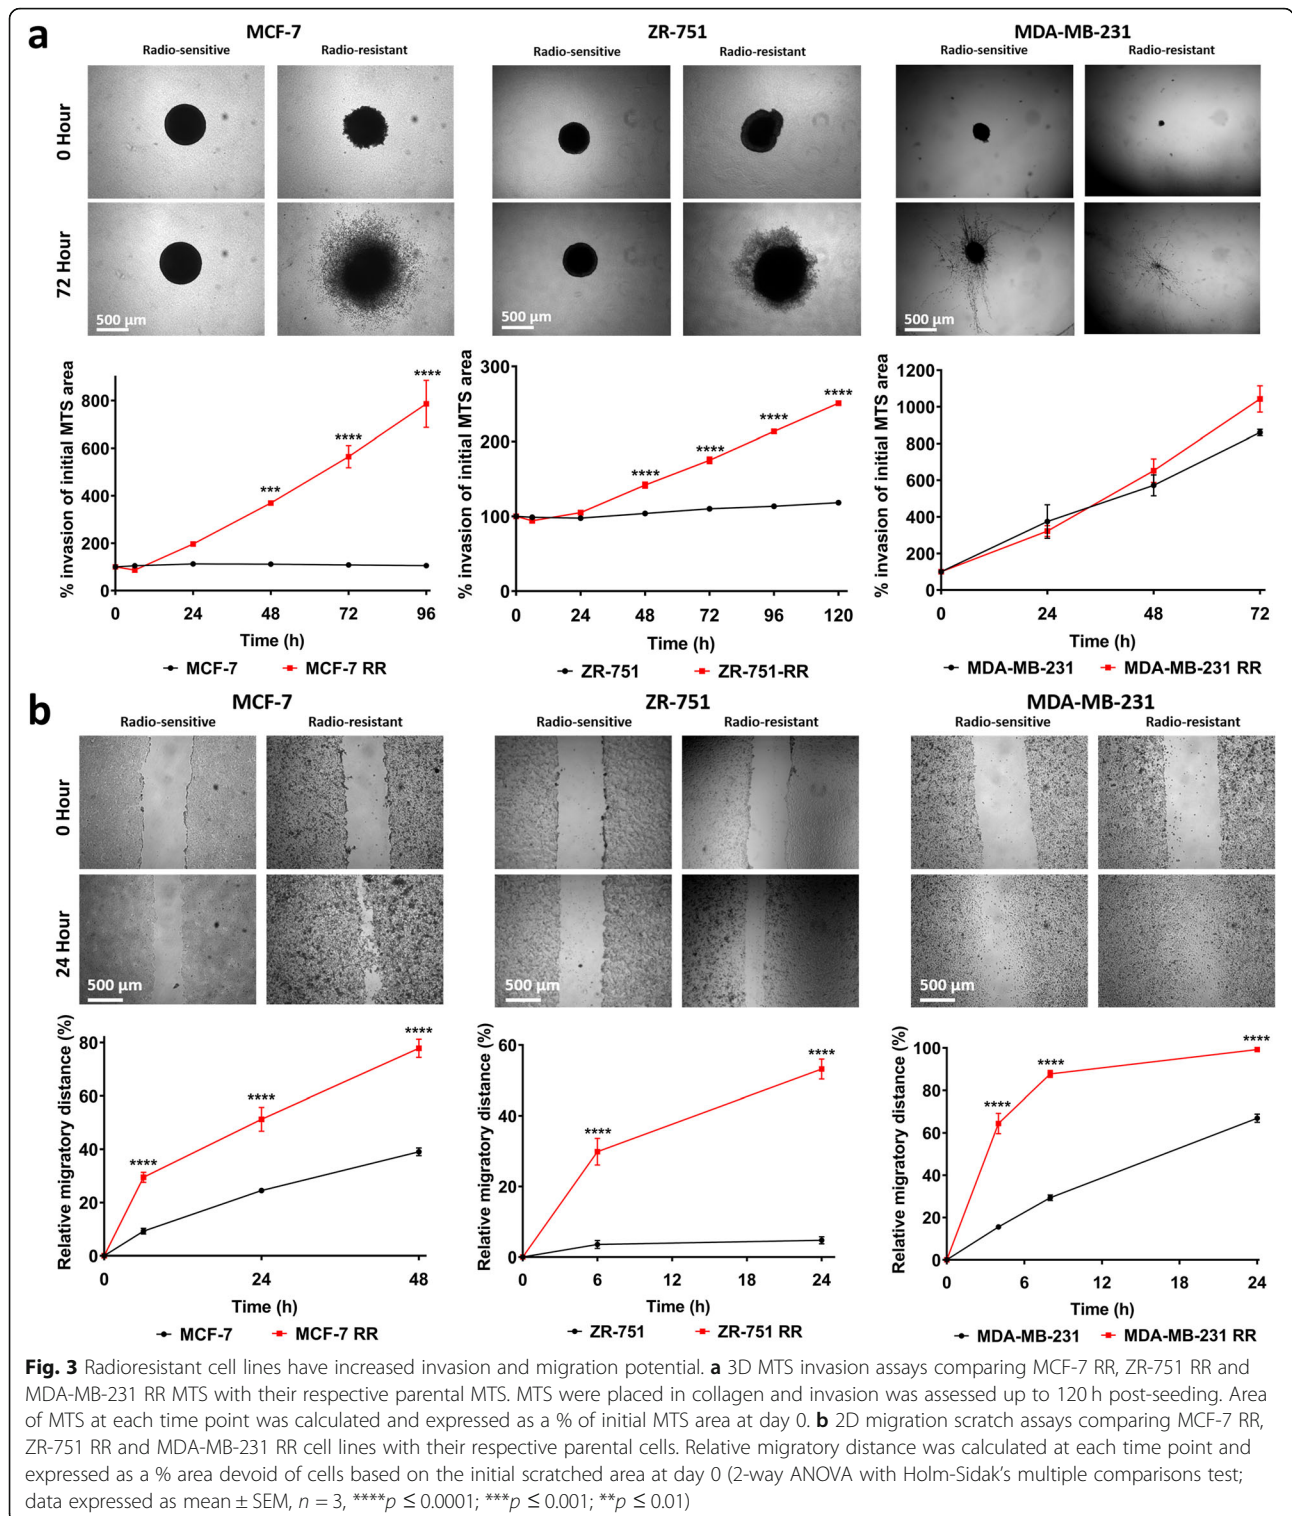 a
MCF-7
ZR-751
MDA-MB-231
Radio-sensitive
Radio-resistant
Radio-sensitive
Radio-resistant
Radio-sensitive
Radio-resistant
0 Hour
72 Hour
500 µm
500 µm
500 µm
% invasion of initial MTS area
800
600
400
200
0
0 24 48 72 96
*** **** ****
Time (h)
MCF-7 MCF-7 RR
% invasion of initial MTS area
300
200
100
0
0 24 48 72 96 120
**** **** **** ****
Time (h)
ZR-751 ZR-751-RR
% invasion of initial MTS area
1200
1000
800
600
400
200
0
0 24 48 72
Time (h)
MDA-MB-231 MDA-MB-231 RR
b
MCF-7
ZR-751
MDA-MB-231
Radio-sensitive
Radio-resistant
Radio-sensitive
Radio-resistant
Radio-sensitive
Radio-resistant
0 Hour
24 Hour
500 µm
500 µm
500 µm
Relative migratory distance (%)
80
60
40
20
0
0 24 48
**** **** ****
Time (h)
MCF-7 MCF-7 RR
Relative migratory distance (%)
60
40
20
0
0 6 12 18 24
**** ****
Time (h)
ZR-751 ZR-751 RR
Relative migratory distance (%)
100
80
60
40
20
0
0 6 12 18 24
**** **** ****
Time (h)
MDA-MB-231 MDA-MB-231 RR
Fig. 3 Radioresistant cell lines have increased invasion and migration potential. a 3D MTS invasion assays comparing MCF-7 RR, ZR-751 RR and
MDA-MB-231 RR MTS with their respective parental MTS. MTS were placed in collagen and invasion was assessed up to 120 h post-seeding. Area
of MTS at each time point was calculated and expressed as a % of initial MTS area at day 0. b 2D migration scratch assays comparing MCF-7 RR,
ZR-751 RR and MDA-MB-231 RR cell lines with their respective parental cells. Relative migratory distance was calculated at each time point and
expressed as a % area devoid of cells based on the initial scratched area at day 0 (2-way ANOVA with Holm-Sidak's multiple comparisons test;
data expressed as mean ± SEM, n = 3, ****p ≤ 0.0001; ***p ≤ 0.001; **p ≤ 0.01)